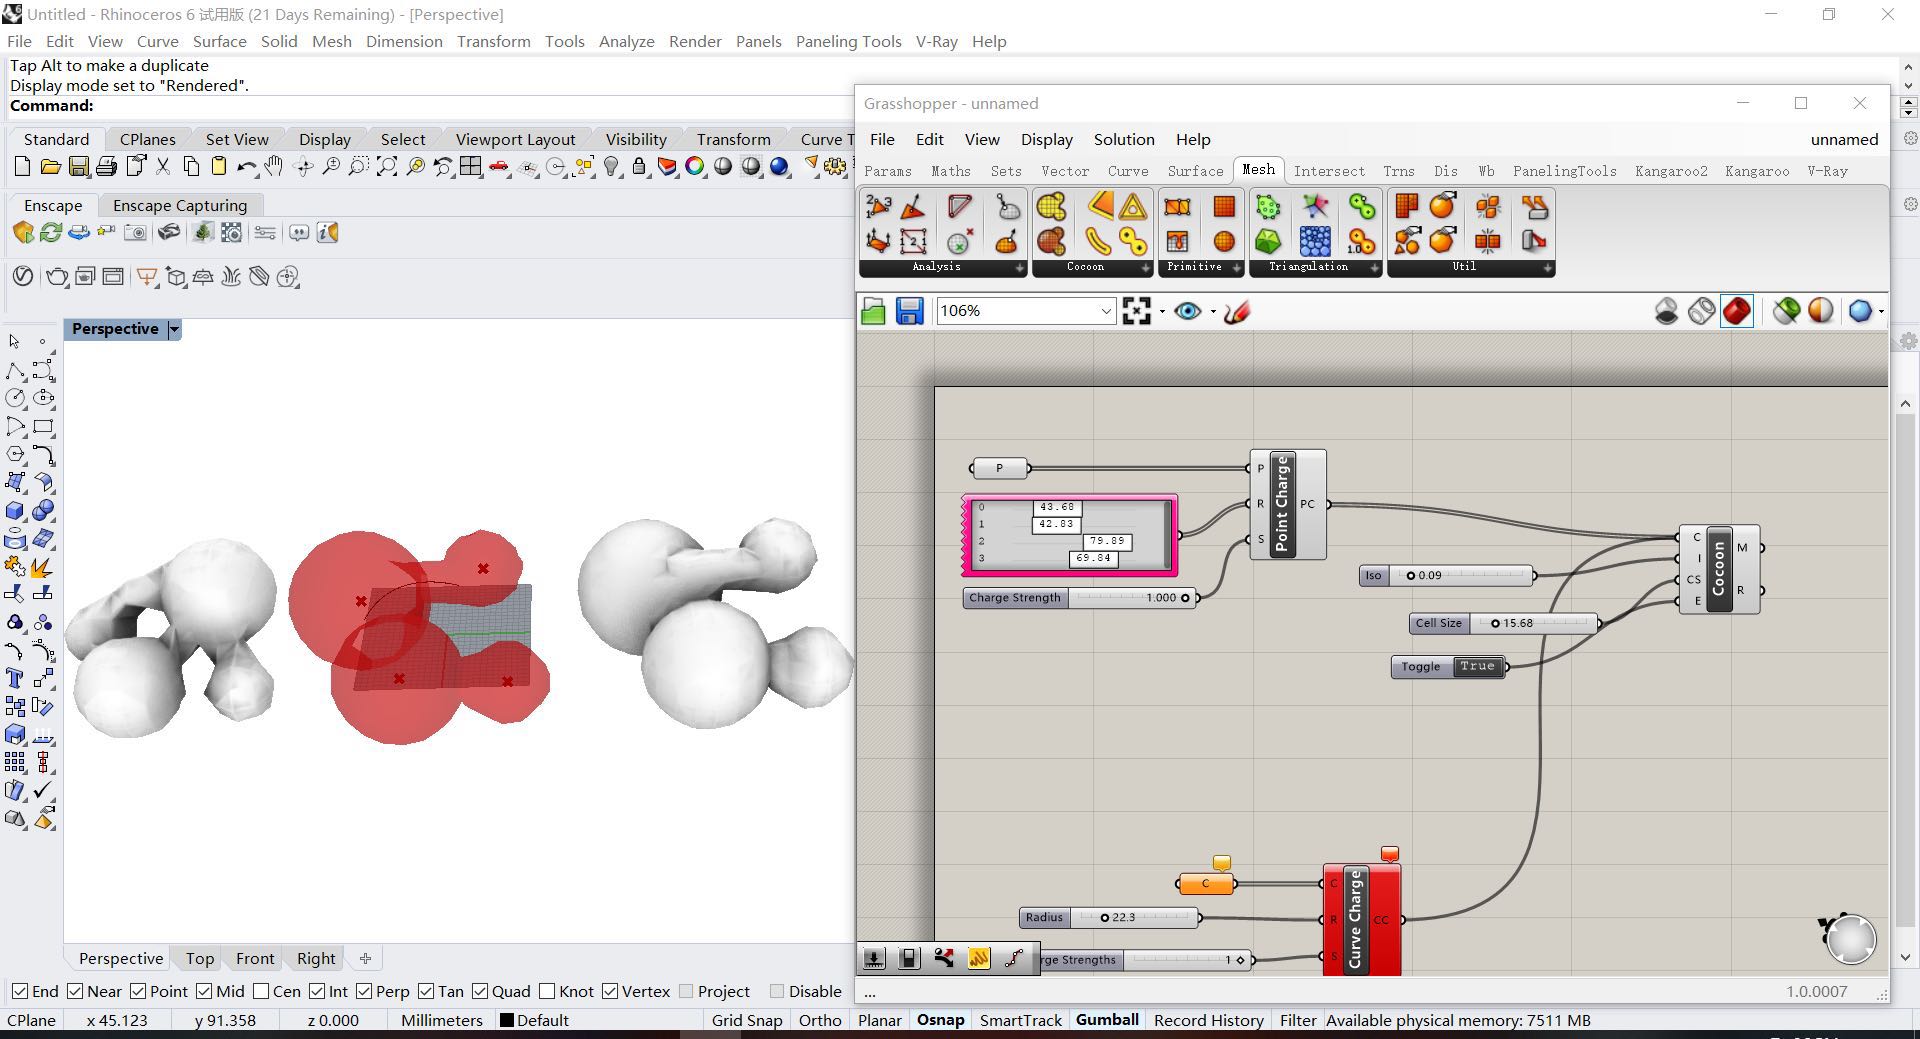 Untitled - Rhinoceros 6 试用版 (21 Days Remaining) - [Perspective]
File Edit View Curve Surface Solid Mesh Dimension Transform Tools Analyze Render Panels Paneling Tools V-Ray Help
Tap Alt to make a duplicate
Display mode set to "Rendered".
Command:
Standard CPlanes Set View Display Select Viewport Layout Visibility Transform Curve T
Enscape Enscape Capturing
Perspective
Grasshopper - unnamed
File Edit View Display Solution Help unnamed
Params Maths Sets Vector Curve Surface Mesh Intersect Trns Dis Wb PanelingTools Kangaroo2 Kangaroo V-Ray
Analysis Cocoon Primitive Triangulation Util
106%
P
0 43.68
1 42.83
2 79.89
3 69.84
Charge Strength 1.000
P
R
S
Point Charge
PC
Iso 0.09
Cell Size 15.68
Toggle True
C
I
CS
E
Cocoon
M
R
C
Radius 22.3
rge Strengths 1
C
R
S
Curve Charge
CC
... 1.0.0007
Perspective Top Front Right
End Near Point Mid Cen Int Perp Tan Quad Knot Vertex Project Disable
CPlane x 45.123 y 91.358 z 0.000 Millimeters Default Grid Snap Ortho Planar Osnap SmartTrack Gumball Record History Filter Available physical memory: 7511 MB